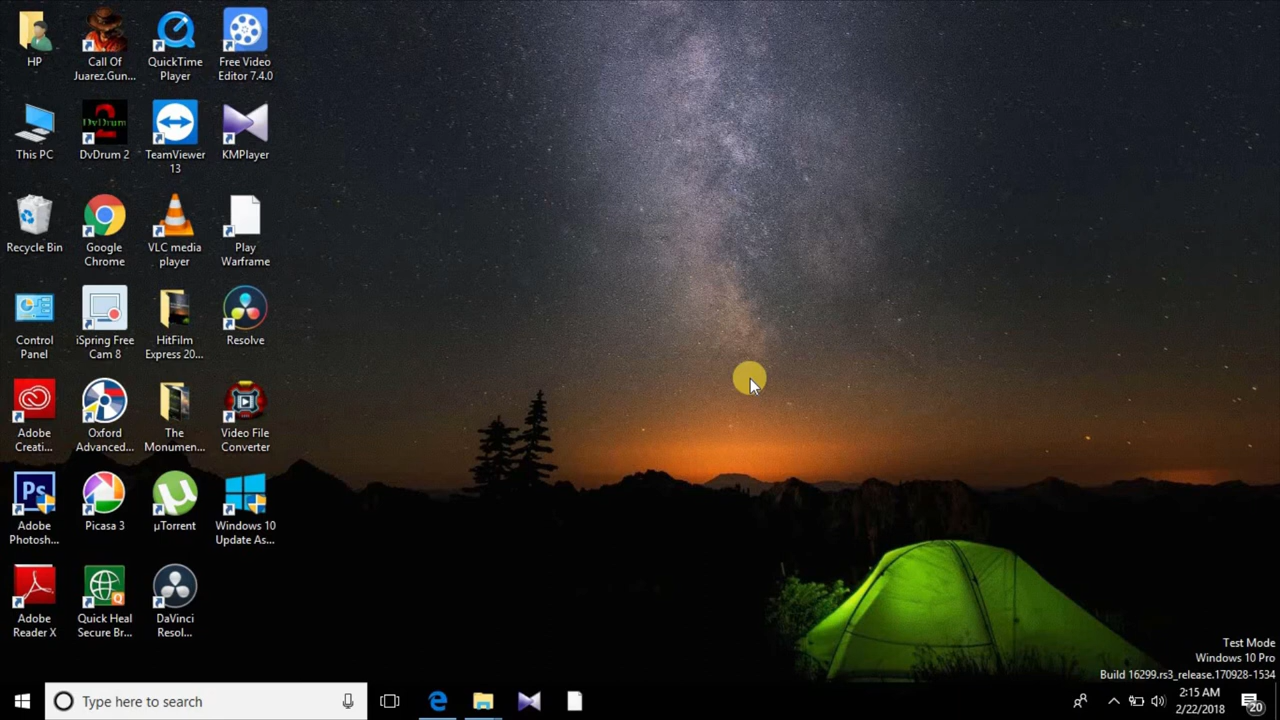 HP
Call Of
Juarez.Gun...
QuickTime
Player
Free Video
Editor 7.4.0
This PC
DvDrum
2
DvDrum 2
TeamViewer
13
KMPlayer
Recycle Bin
Google
Chrome
VLC media
player
Play
Warframe
Control
Panel
iSpring Free
Cam 8
HitFilm
Express 20...
Resolve
Adobe
Creati...
Oxford
Advanced...
The
Monumen...
Video File
Converter
Ps
Adobe
Photosh...
Picasa 3
µ
µTorrent
Windows 10
Update As...
Adobe
Reader X
Q
Quick Heal
Secure Br...
DaVinci
Resol...
Test Mode
Windows 10 Pro
Build 16299.rs3_release.170928-1534
Type here to search
2:15 AM
2/22/2018
20